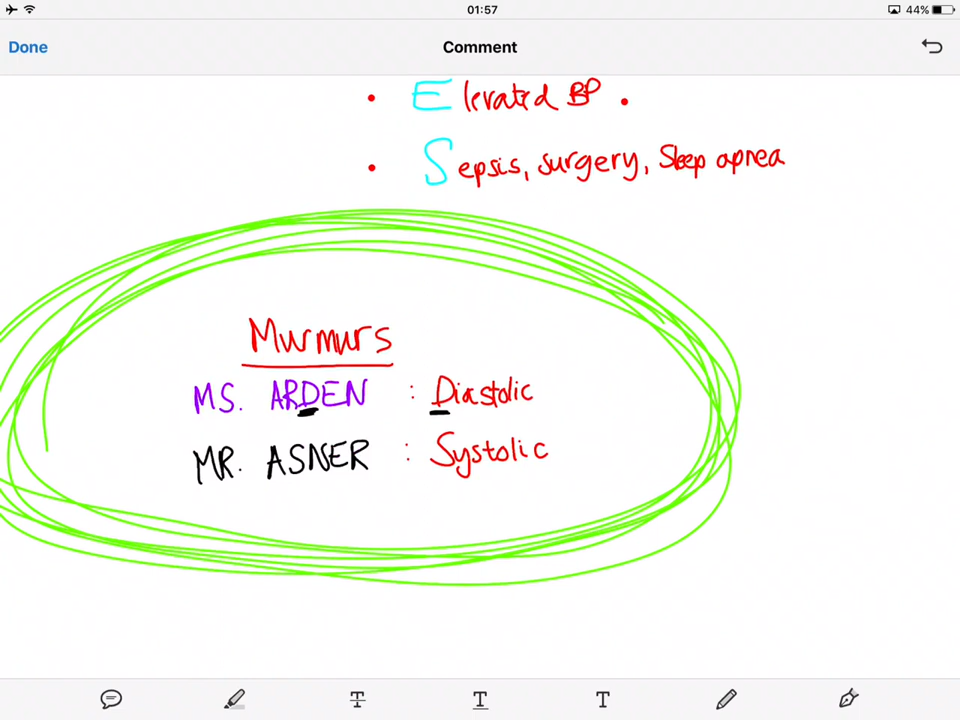 01:57
44%
Done
Comment
• Elevated BP •
• Sepsis, surgery, Sleep apnea
Murmurs
MS. ARDEN : Diastolic
MR. ASNER : Systolic
T T T